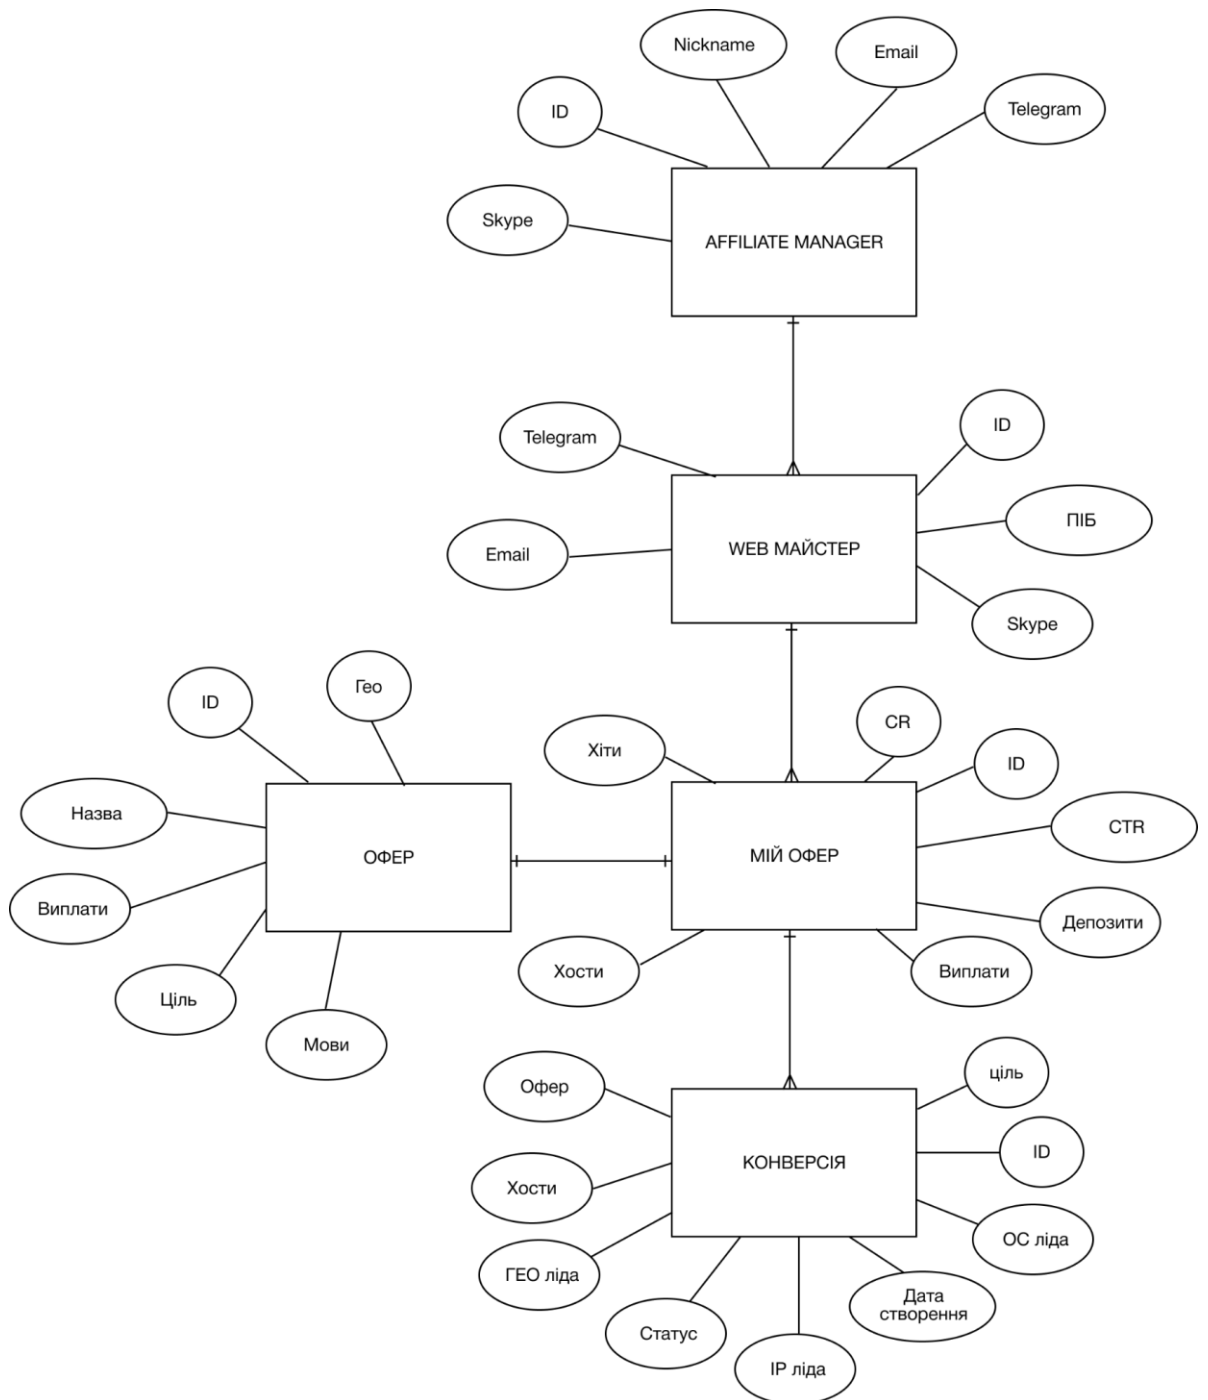 Nickname
Email
ID
Telegram
Skype
AFFILIATE MANAGER
Telegram
ID
ПІБ
Email
WEB МАЙСТЕР
Skype
ID
Гео
Хіти
CR
ID
Назва
CTR
ОФЕР
МІЙ ОФЕР
Виплати
Депозити
Хости
Виплати
Ціль
Мови
Офер
ціль
ID
КОНВЕРСІЯ
Хости
ОС ліда
ГЕО ліда
Дата
створення
Статус
IP ліда